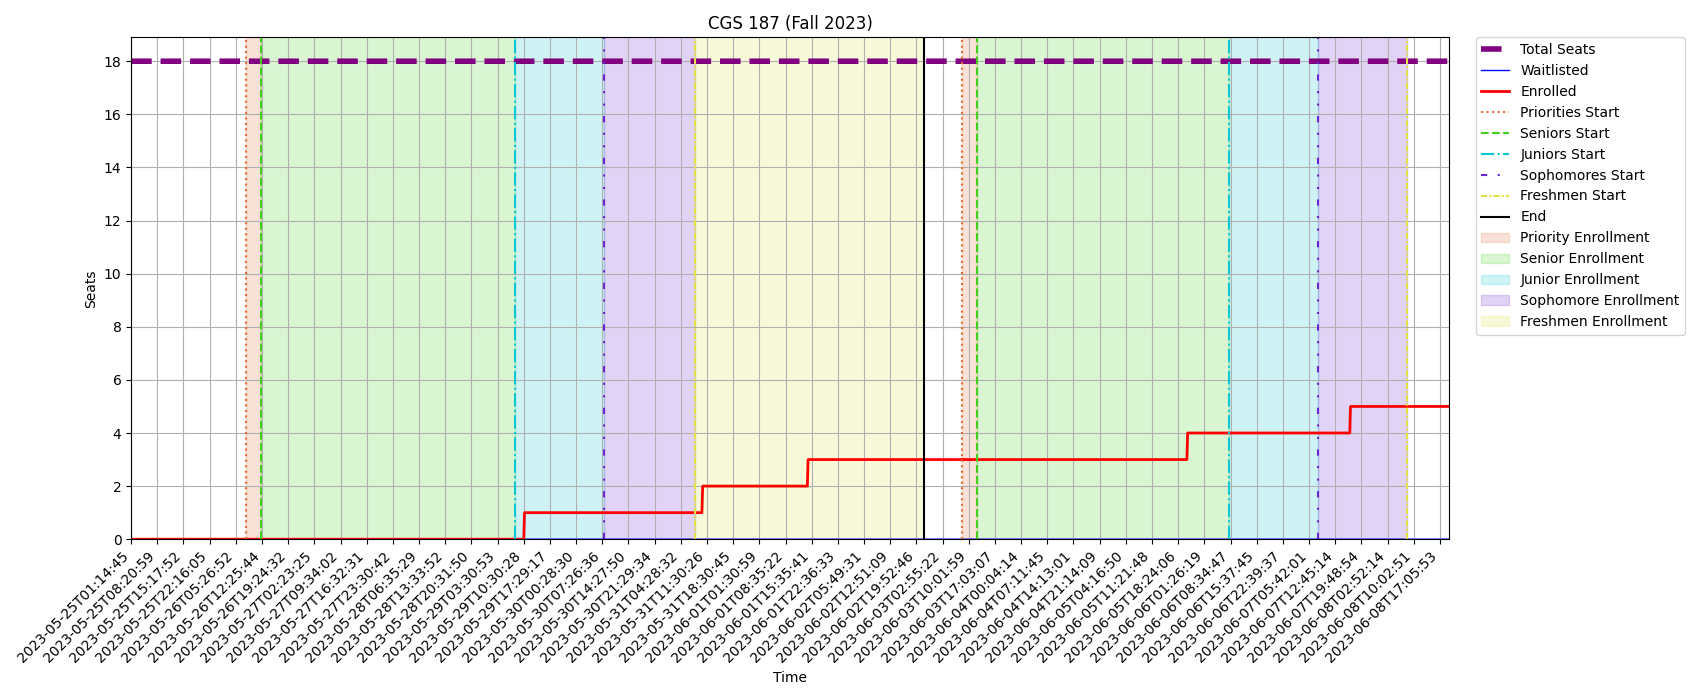 CGS 187 (Fall 2023)
Seats
18
16
14
12
10
8
6
4
2
0
2023-05-25T01:14:45
2023-05-25T08:20:59
2023-05-25T15:17:52
2023-05-25T22:16:05
2023-05-26T05:26:52
2023-05-26T12:25:44
2023-05-26T19:24:32
2023-05-27T02:23:25
2023-05-27T09:34:02
2023-05-27T16:32:31
2023-05-27T23:30:42
2023-05-28T06:35:29
2023-05-28T13:33:52
2023-05-28T20:31:50
2023-05-29T03:30:53
2023-05-29T10:30:28
2023-05-29T17:29:17
2023-05-30T00:28:30
2023-05-30T07:26:36
2023-05-30T14:27:50
2023-05-30T21:29:34
2023-05-31T04:28:32
2023-05-31T11:30:26
2023-05-31T18:30:45
2023-06-01T01:30:59
2023-06-01T08:35:22
2023-06-01T15:35:41
2023-06-01T22:36:33
2023-06-02T05:49:31
2023-06-02T12:51:09
2023-06-02T19:52:46
2023-06-03T02:55:22
2023-06-03T10:01:59
2023-06-03T17:03:07
2023-06-04T00:04:14
2023-06-04T07:11:45
2023-06-04T14:13:01
2023-06-04T21:14:09
2023-06-05T04:16:50
2023-06-05T11:21:48
2023-06-05T18:24:06
2023-06-06T01:26:19
2023-06-06T08:34:47
2023-06-06T15:37:45
2023-06-06T22:39:37
2023-06-07T05:42:01
2023-06-07T12:45:14
2023-06-07T19:48:54
2023-06-08T02:52:14
2023-06-08T10:02:51
2023-06-08T17:05:53
Time
Total Seats
Waitlisted
Enrolled
Priorities Start
Seniors Start
Juniors Start
Sophomores Start
Freshmen Start
End
Priority Enrollment
Senior Enrollment
Junior Enrollment
Sophomore Enrollment
Freshmen Enrollment